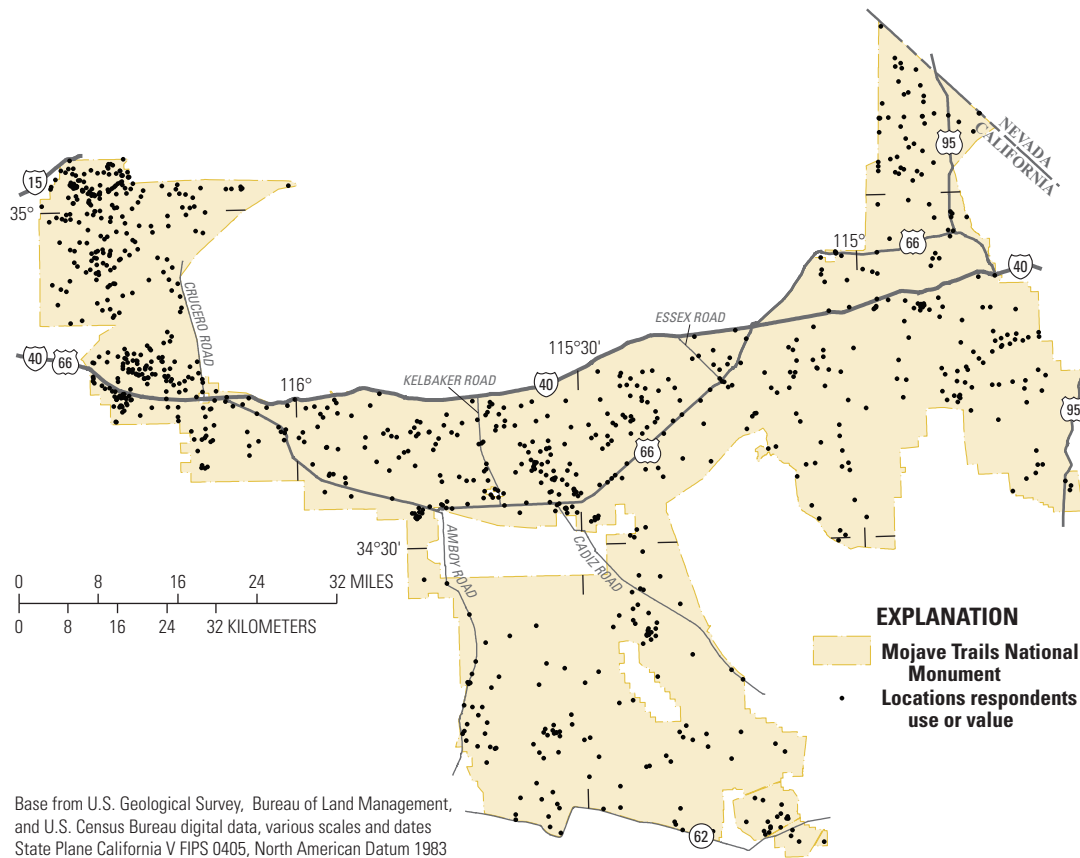 NEVADA
CALIFORNIA
95
15
35°
115°
66
40
CRUCERO ROAD
ESSEX ROAD
40
66
115°30'
116°
KELBAKER ROAD
40
95
66
34°30'
AMBOY ROAD
CADIZ ROAD
0 8 16 24 32 MILES
0 8 16 24 32 KILOMETERS
EXPLANATION
Mojave Trails National
Monument
Locations respondents
use or value
Base from U.S. Geological Survey, Bureau of Land Management,
and U.S. Census Bureau digital data, various scales and dates
State Plane California V FIPS 0405, North American Datum 1983
62